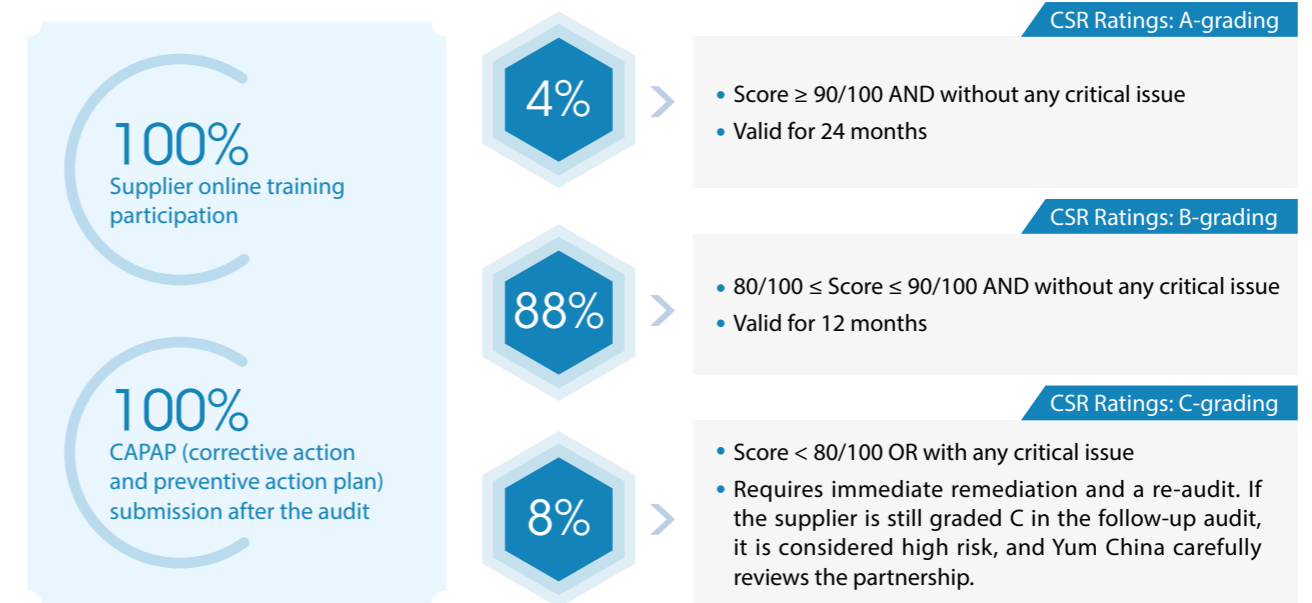 100%
Supplier online training
participation
100%
CAPAP (corrective action
and preventive action plan)
submission after the audit
4%
CSR Ratings: A-grading
• Score ≥ 90/100 AND without any critical issue
• Valid for 24 months
88%
CSR Ratings: B-grading
• 80/100 ≤ Score ≤ 90/100 AND without any critical issue
• Valid for 12 months
8%
CSR Ratings: C-grading
• Score < 80/100 OR with any critical issue
• Requires immediate remediation and a re-audit. If
the supplier is still graded C in the follow-up audit,
it is considered high risk, and Yum China carefully
reviews the partnership.